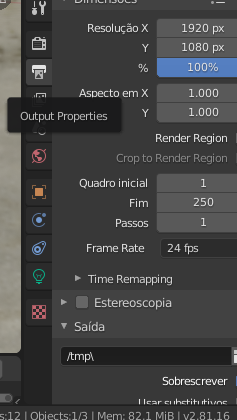 Dimensões
Resolução X 1920 px
Y 1080 px
% 100%
Output Properties
Aspecto em X 1.000
Y 1.000
Render Region
Crop to Render Region
Quadro inicial 1
Fim 250
Passos 1
Frame Rate 24 fps
Time Remapping
Estereoscopia
Saída
/tmp\
Sobrescrever
Usar substitutivos
s:12 | Objects:1/3 | Mem: 82.1 MiB | v2.81.16